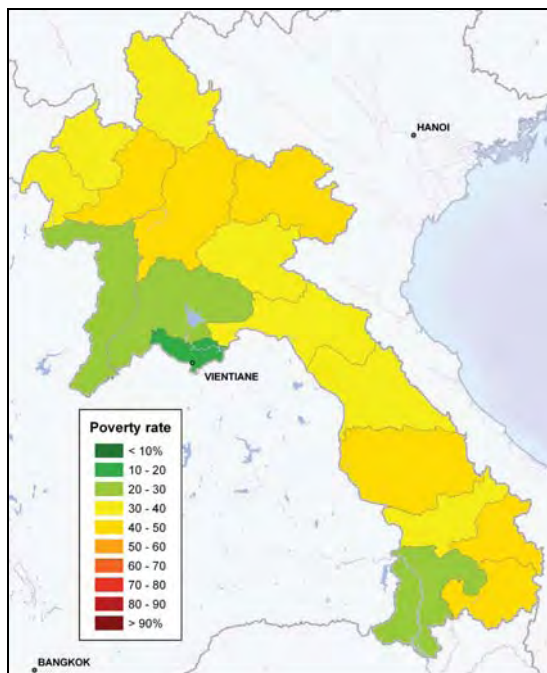 HANOI
VIENTIANE
Poverty rate
< 10%
10 - 20
20 - 30
30 - 40
40 - 50
50 - 60
60 - 70
70 - 80
80 - 90
> 90%
BANGKOK